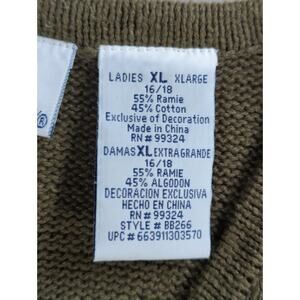 LADIES XL XLARGE
16/18
55% Ramie
45% Cotton
Exclusive of Decoration
Made in China
RN# 99324
DAMAS XL EXTRAGRANDE
16/18
55% RAMIE
45% ALGODON
DECORACION EXCLUSIVA
HECHO EN CHINA
RN# 99324
STYLE # BB266
UPC# 663911303570
®